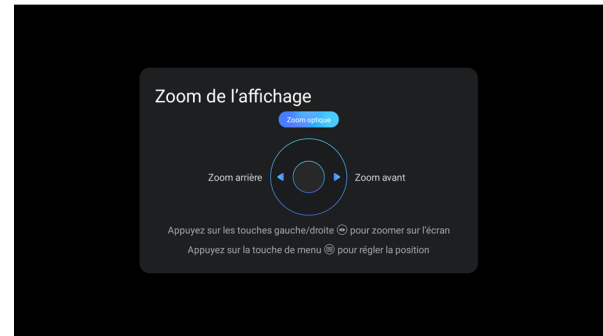 Zoom de l'affichage
Zoom optique
Zoom arrière
Zoom avant
Appuyez sur les touches gauche/droite pour zoomer sur l'écran
Appuyez sur la touche de menu pour régler la position